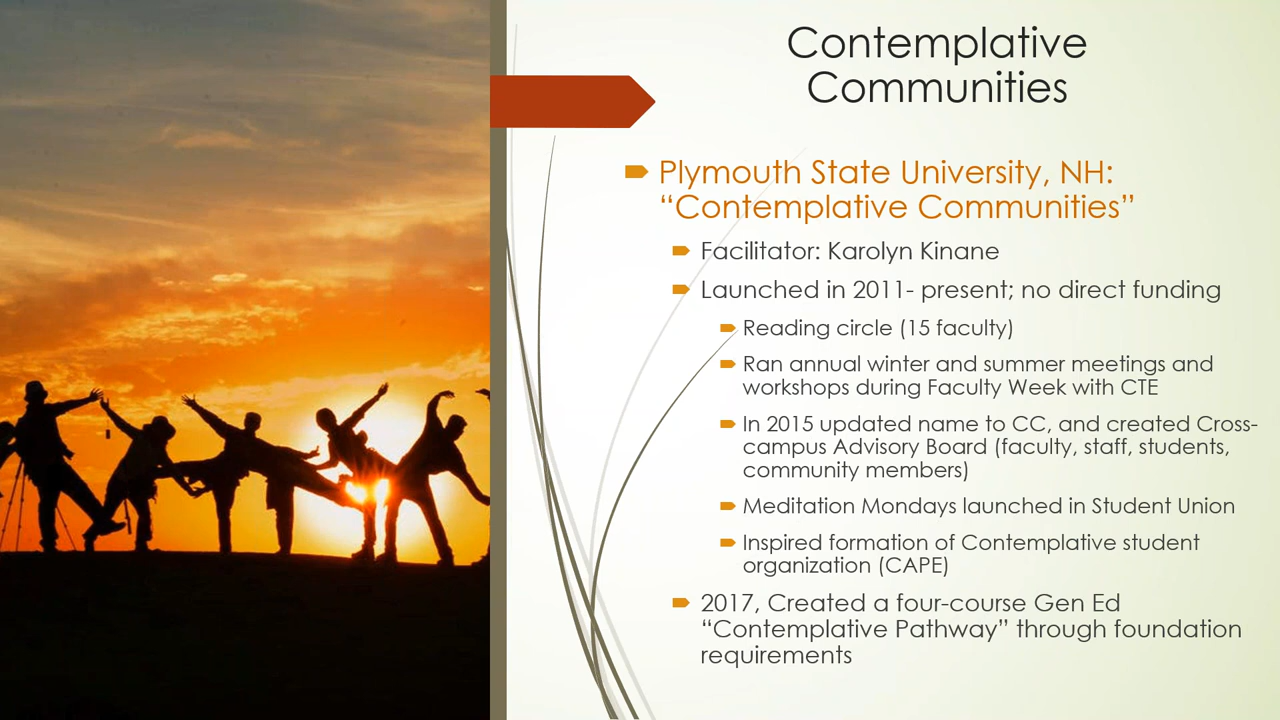 Contemplative
Communities
Plymouth State University, NH:
“Contemplative Communities”
Facilitator: Karolyn Kinane
Launched in 2011- present; no direct funding
Reading circle (15 faculty)
Ran annual winter and summer meetings and
workshops during Faculty Week with CTE
In 2015 updated name to CC, and created Cross-
campus Advisory Board (faculty, staff, students,
community members)
Meditation Mondays launched in Student Union
Inspired formation of Contemplative student
organization (CAPE)
2017, Created a four-course Gen Ed
“Contemplative Pathway” through foundation
requirements